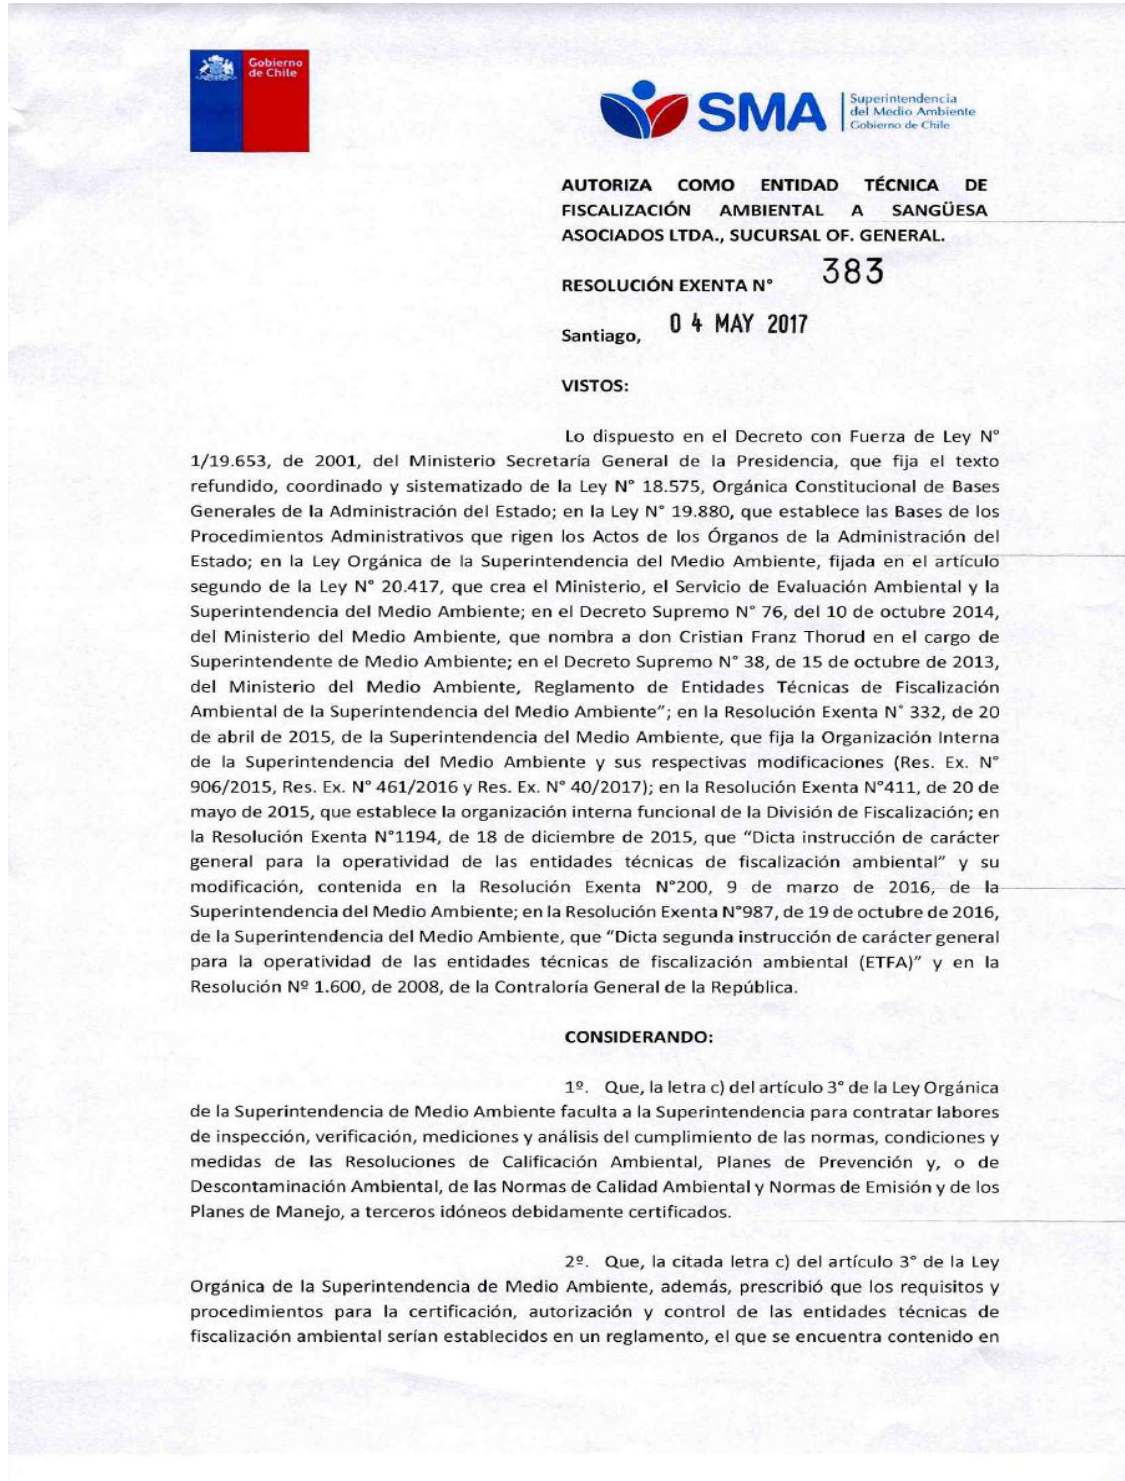 Gobierno
de Chile
SMA
Superintendencia
del Medio Ambiente
Gobierno de Chile
AUTORIZA COMO ENTIDAD TÉCNICA DE
FISCALIZACIÓN AMBIENTAL A SANGÜESA
ASOCIADOS LTDA., SUCURSAL OF. GENERAL.
RESOLUCIÓN EXENTA N° 383
Santiago, 04 MAY 2017
VISTOS:
Lo dispuesto en el Decreto con Fuerza de Ley N°
1/19.653, de 2001, del Ministerio Secretaría General de la Presidencia, que fija el texto
refundido, coordinado y sistematizado de la Ley N° 18.575, Orgánica Constitucional de Bases
Generales de la Administración del Estado; en la Ley N° 19.880, que establece las Bases de los
Procedimientos Administrativos que rigen los Actos de los Órganos de la Administración del
Estado; en la Ley Orgánica de la Superintendencia del Medio Ambiente, fijada en el artículo
segundo de la Ley N° 20.417, que crea el Ministerio, el Servicio de Evaluación Ambiental y la
Superintendencia del Medio Ambiente; en el Decreto Supremo N° 76, del 10 de octubre 2014,
del Ministerio del Medio Ambiente, que nombra a don Cristian Franz Thorud en el cargo de
Superintendente de Medio Ambiente; en el Decreto Supremo N° 38, de 15 de octubre de 2013,
del Ministerio del Medio Ambiente, Reglamento de Entidades Técnicas de Fiscalización
Ambiental de la Superintendencia del Medio Ambiente”; en la Resolución Exenta N° 332, de 20
de abril de 2015, de la Superintendencia del Medio Ambiente, que fija la Organización Interna
de la Superintendencia del Medio Ambiente y sus respectivas modificaciones (Res. Ex. N°
906/2015, Res. Ex. N° 461/2016 y Res. Ex. N° 40/2017); en la Resolución Exenta N°411, de 20 de
mayo de 2015, que establece la organización interna funcional de la División de Fiscalización; en
la Resolución Exenta N°1194, de 18 de diciembre de 2015, que “Dicta instrucción de carácter
general para la operatividad de las entidades técnicas de fiscalización ambiental” y su
modificación, contenida en la Resolución Exenta N°200, 9 de marzo de 2016, de la
Superintendencia del Medio Ambiente; en la Resolución Exenta N°987, de 19 de octubre de 2016,
de la Superintendencia del Medio Ambiente, que “Dicta segunda instrucción de carácter general
para la operatividad de las entidades técnicas de fiscalización ambiental (ETFA)” y en la
Resolución Nº 1.600, de 2008, de la Contraloría General de la República.
CONSIDERANDO:
1º. Que, la letra c) del artículo 3° de la Ley Orgánica
de la Superintendencia de Medio Ambiente faculta a la Superintendencia para contratar labores
de inspección, verificación, mediciones y análisis del cumplimiento de las normas, condiciones y
medidas de las Resoluciones de Calificación Ambiental, Planes de Prevención y, o de
Descontaminación Ambiental, de las Normas de Calidad Ambiental y Normas de Emisión y de los
Planes de Manejo, a terceros idóneos debidamente certificados.
2º. Que, la citada letra c) del artículo 3° de la Ley
Orgánica de la Superintendencia de Medio Ambiente, además, prescribió que los requisitos y
procedimientos para la certificación, autorización y control de las entidades técnicas de
fiscalización ambiental serían establecidos en un reglamento, el que se encuentra contenido en